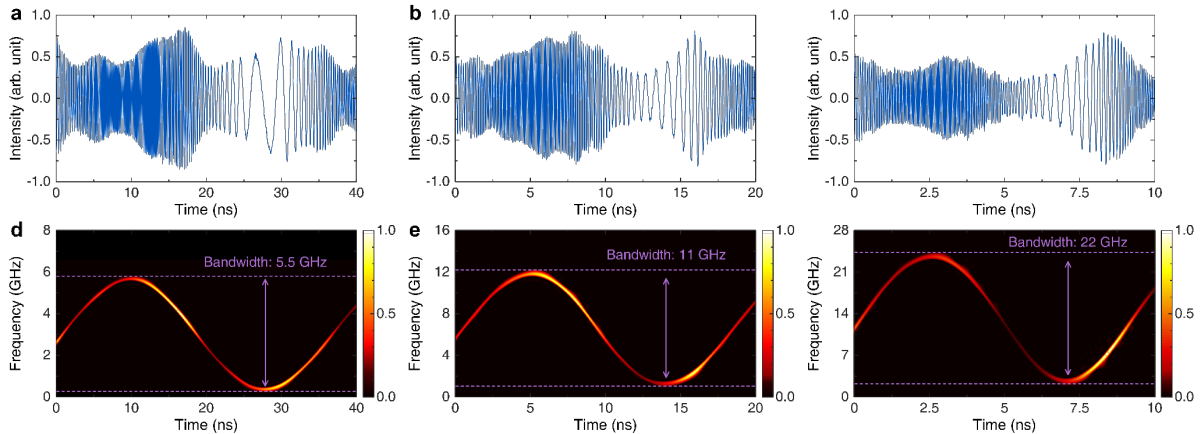 a
1.0
0.5
0.0
-0.5
-1.0
Intensity (arb. unit)
0 10 20 30 40
Time (ns)
b
1.0
0.5
0.0
-0.5
-1.0
Intensity (arb. unit)
0 5 10 15 20
Time (ns)
1.0
0.5
0.0
-0.5
-1.0
Intensity (arb. unit)
0 2.5 5 7.5 10
Time (ns)
d
8
6
4
2
0
Frequency (GHz)
Bandwidth: 5.5 GHz
0 10 20 30 40
Time (ns)
1.0
0.5
0.0
e
16
12
8
4
0
Frequency (GHz)
Bandwidth: 11 GHz
0 5 10 15 20
Time (ns)
1.0
0.5
0.0
28
21
14
7
0
Frequency (GHz)
Bandwidth: 22 GHz
0 2.5 5 7.5 10
Time (ns)
1.0
0.5
0.0